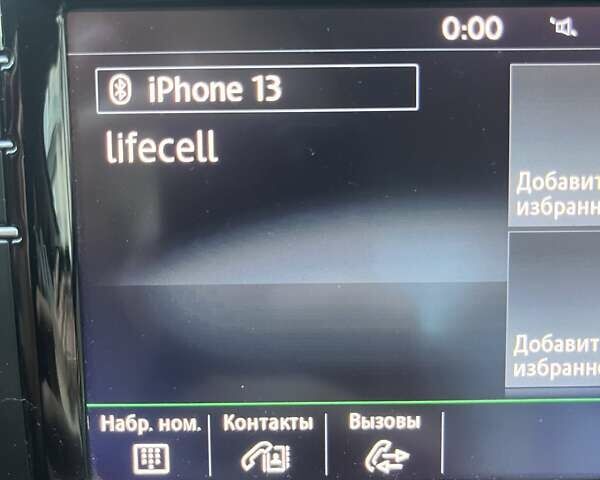 0:00
iPhone 13
lifecell
Добавит
избранн
Добавит
избранн
Набр. ном.
Контакты
Вызовы